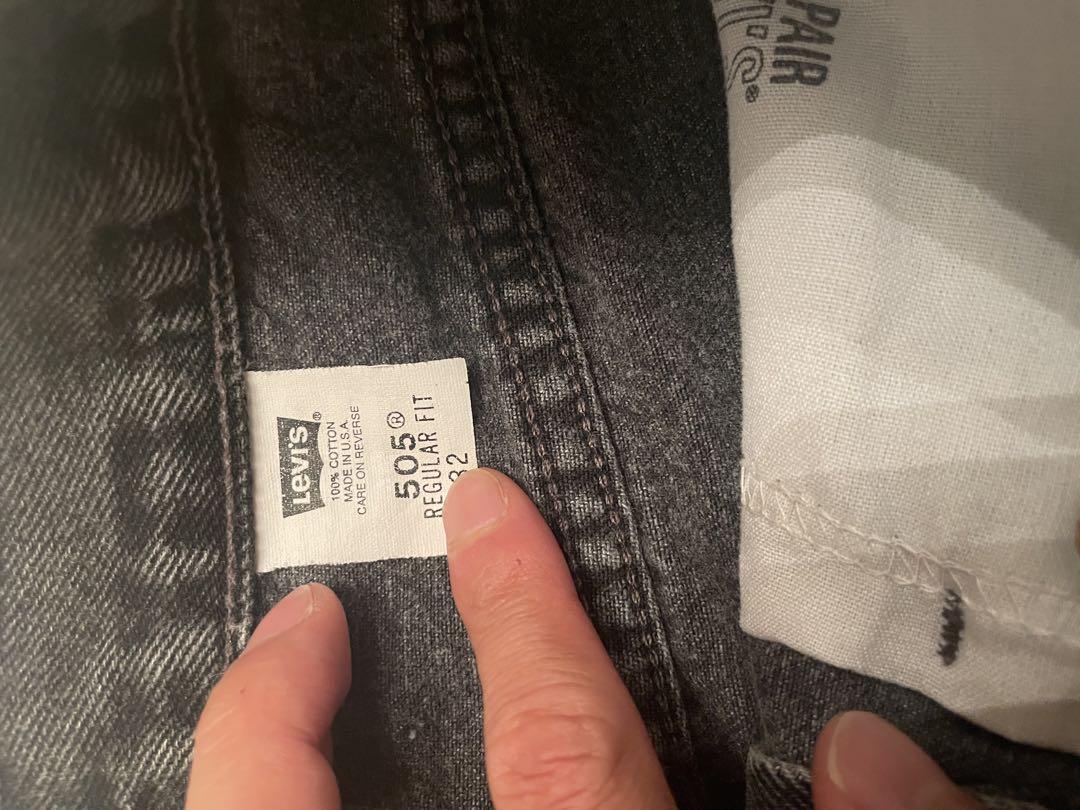 Levi's®
100% COTTON
MADE IN U.S.A.
CARE ON REVERSE
505®
REGULAR FIT
32
PAIR